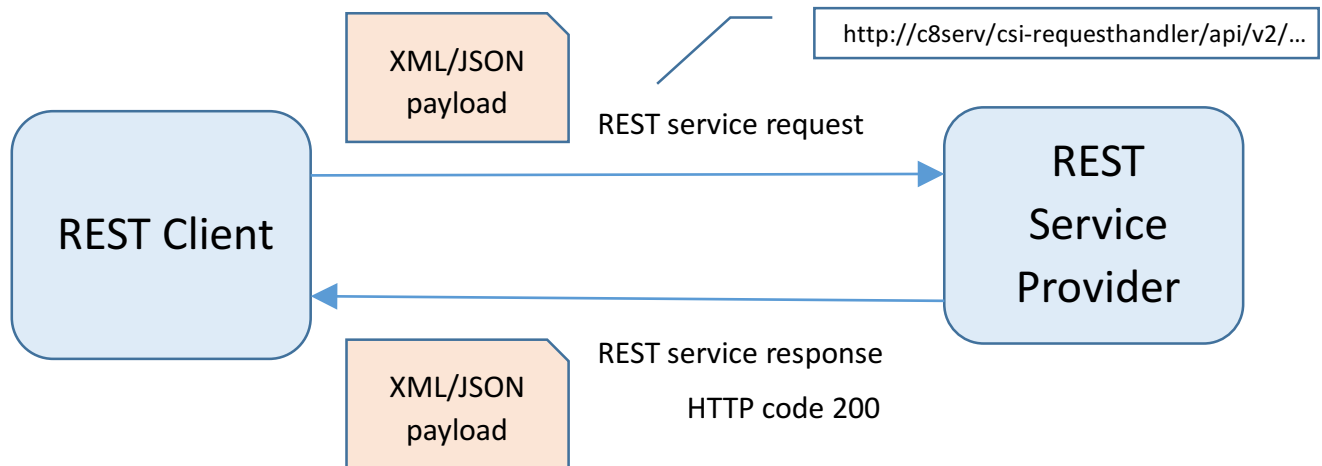 http://c8serv/csi-requesthandler/api/v2/…
XML/JSON
payload
REST service request
REST Client
REST
Service
Provider
REST service response
HTTP code 200
XML/JSON
payload